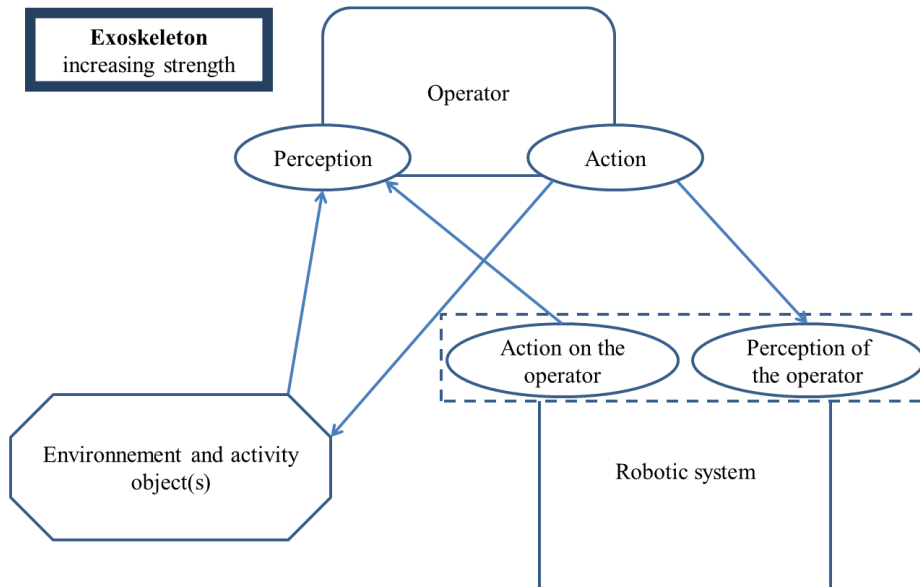 Exoskeleton
increasing strength
Operator
Perception
Action
Action on the
operator
Perception of
the operator
Environnement and activity
object(s)
Robotic system